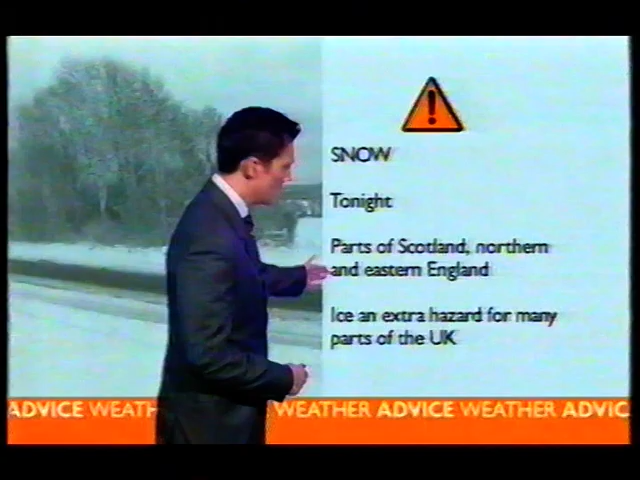 SNOW
Tonight
Parts of Scotland, northern
and eastern England
Ice an extra hazard for many
parts of the UK
ADVICE WEATH WEATHER ADVICE WEATHER ADVIC